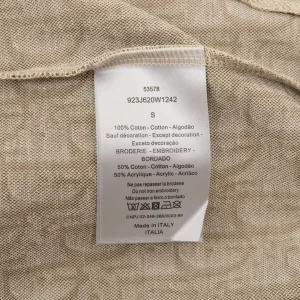 53578
923J620W1242
S
100% Coton - Cotton - Algodão
Sauf décoration - Except decoration -
Exceto decoração
BRODERIE - EMBROIDERY -
BORDADO
50% Coton - Cotton - Algodão
50% Acrylique - Acrylic - Acrílico
Ne pas repasser la broderie
Do not iron embroidery
Não passe a ferro o bordado
Made in ITALY
ITALIA